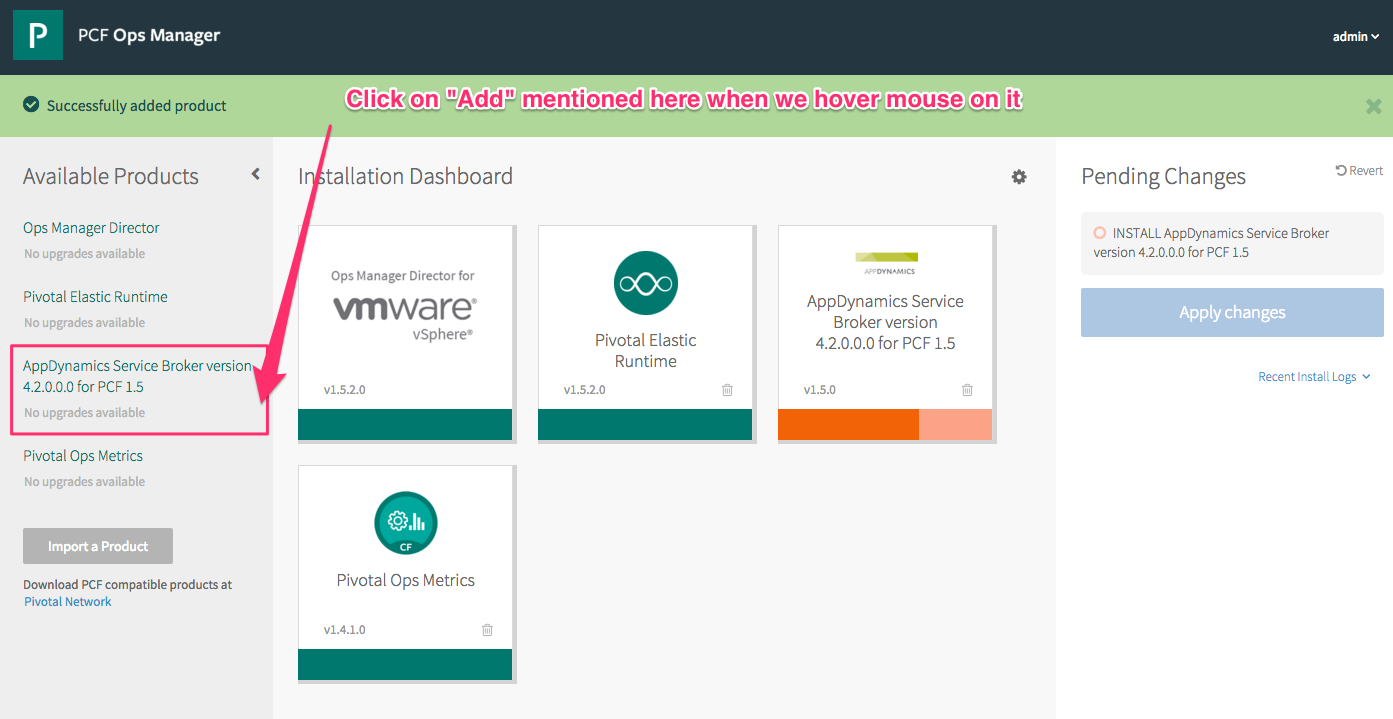 P
PCF Ops Manager
admin
Successfully added product
Click on "Add" mentioned here when we hover mouse on it
Available Products
Ops Manager Director
No upgrades available
Pivotal Elastic Runtime
No upgrades available
AppDynamics Service Broker version
4.2.0.0.0 for PCF 1.5
No upgrades available
Pivotal Ops Metrics
No upgrades available
Import a Product
Download PCF compatible products at
Pivotal Network
Installation Dashboard
Ops Manager Director for
vmware®
vSphere®
v1.5.2.0
Pivotal Elastic
Runtime
v1.5.2.0
APPDYNAMICS
AppDynamics Service
Broker version
4.2.0.0.0 for PCF 1.5
v1.5.0
CF
Pivotal Ops Metrics
v1.4.1.0
Pending Changes
Revert
INSTALL AppDynamics Service Broker
version 4.2.0.0.0 for PCF 1.5
Apply changes
Recent Install Logs